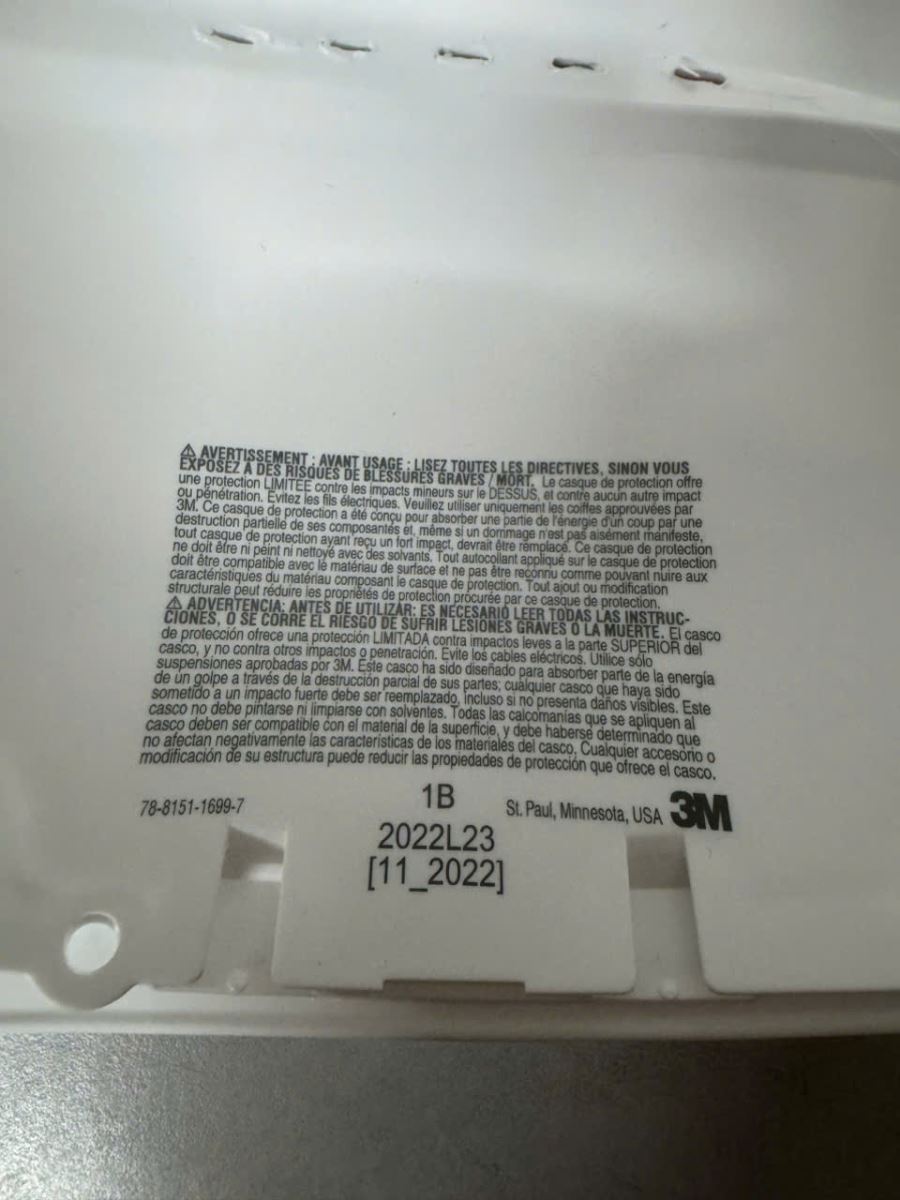 ⚠ AVERTISSEMENT : AVANT USAGE : LISEZ TOUTES LES DIRECTIVES, SINON VOUS
EXPOSEZ A DES RISQUES DE BLESSURES GRAVES / MORT. Le casque de protection offre
une protection LIMITEE contre les impacts mineurs sur le DESSUS, et contre aucun autre impact
ou pénétration. Evitez les fils électriques. Veuillez utiliser uniquement les coiffes approuvées par
3M. Ce casque de protection a été conçu pour absorber une partie de l'énergie d'un coup par une
destruction partielle de ses composantes et, même si un dommage n'est pas aisément manifeste,
tout casque de protection ayant reçu un fort impact, devrait être remplacé. Ce casque de protection
ne doit être ni peint ni nettoyé avec des solvants. Tout autocollant appliqué sur le casque de protection
doit être compatible avec le matériau de surface et ne pas être reconnu comme pouvant nuire aux
caractéristiques du matériau composant le casque de protection. Tout ajout ou modification
structurale peut réduire les propriétés de protection procurée par ce casque de protection.
⚠ ADVERTENCIA: ANTES DE UTILIZAR: ES NECESARIO LEER TODAS LAS INSTRUC-
CIONES, O SE CORRE EL RIESGO DE SUFRIR LESIONES GRAVES O LA MUERTE. El casco
de protección ofrece una protección LIMITADA contra impactos leves a la parte SUPERIOR del
casco, y no contra otros impactos o penetración. Evite los cables eléctricos. Utilice sólo
suspensiones aprobadas por 3M. Este casco ha sido diseñado para absorber parte de la energía
de un golpe a través de la destrucción parcial de sus partes; cualquier casco que haya sido
sometido a un impacto fuerte debe ser reemplazado, incluso si no presenta daños visibles. Este
casco no debe pintarse ni limpiarse con solventes. Todas las calcomanías que se apliquen al
casco deben ser compatible con el material de la superficie, y debe haberse determinado que
no afectan negativamente las características de los materiales del casco. Cualquier accesorio o
modificación de su estructura puede reducir las propiedades de protección que ofrece el casco.
78-8151-1699-7 1B St. Paul, Minnesota, USA 3M
2022L23
[11_2022]